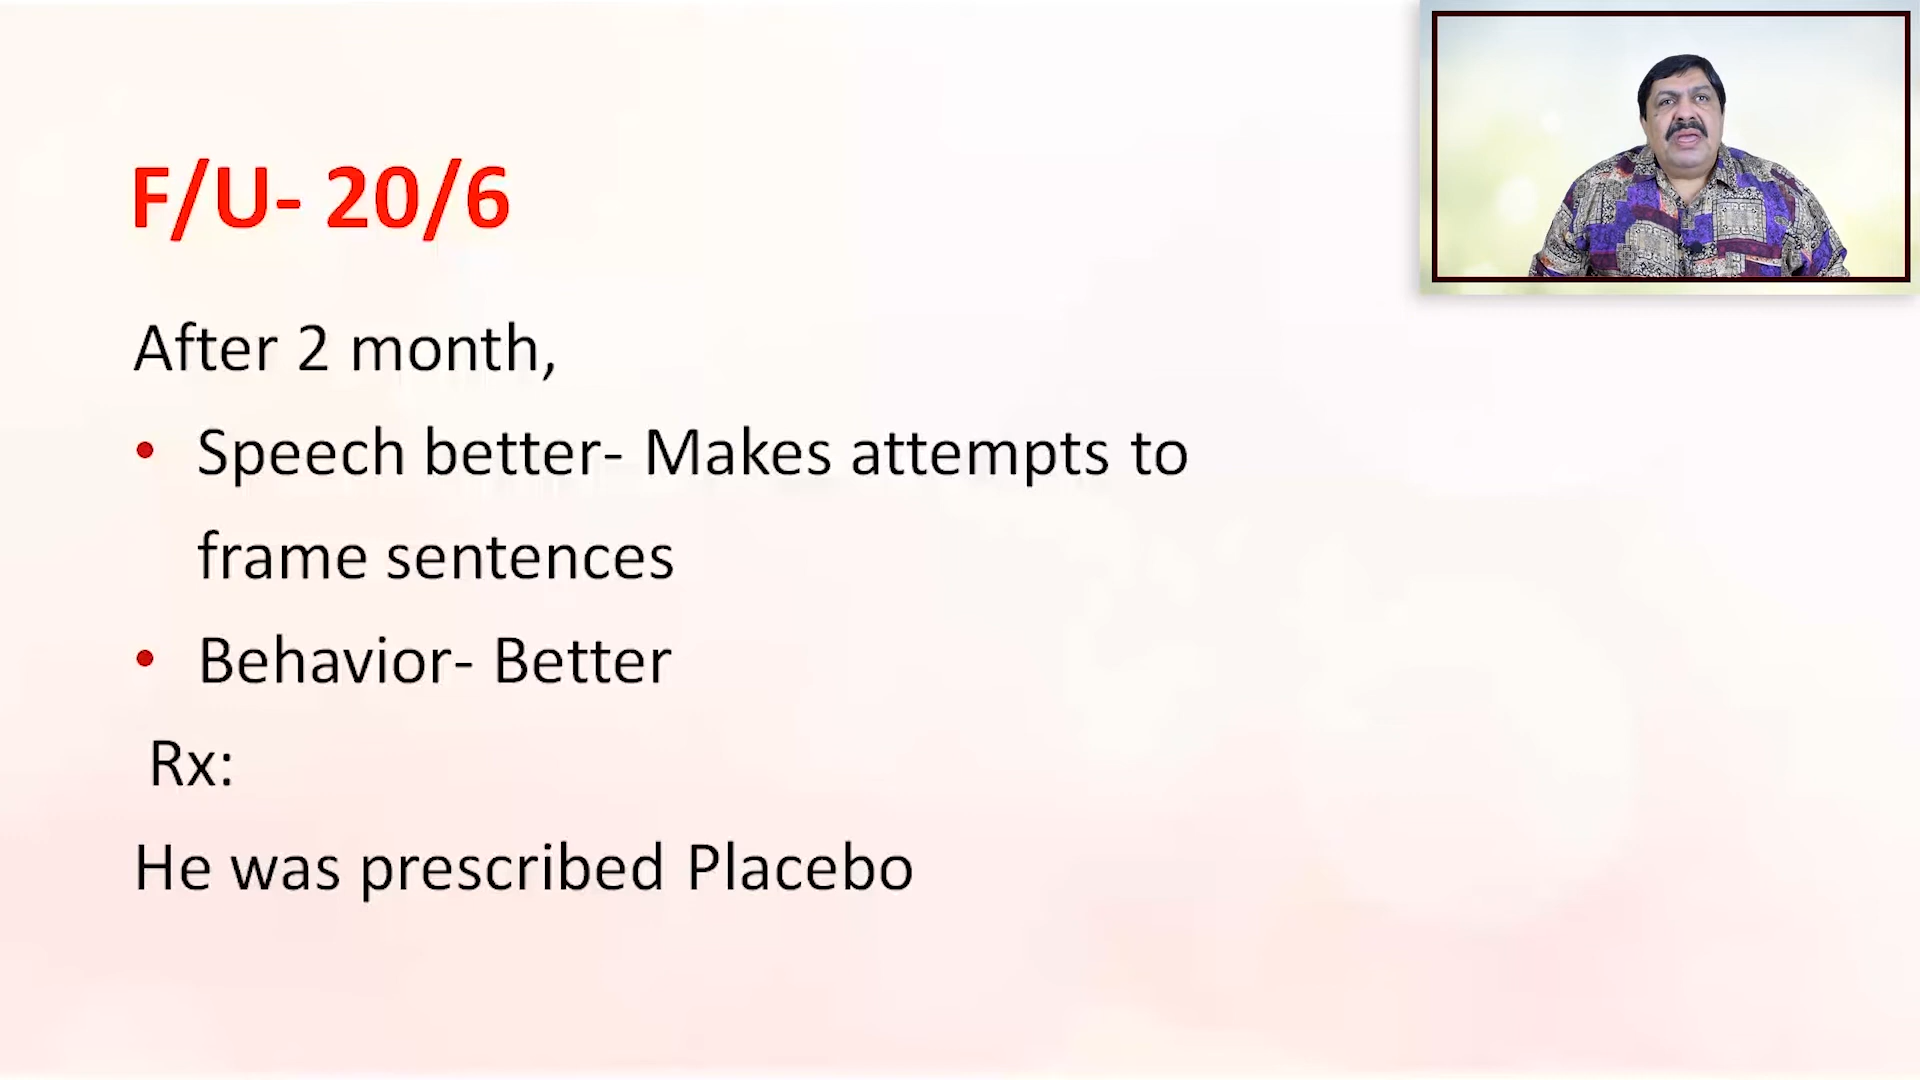 F/U- 20/6
After 2 month,
• Speech better- Makes attempts to
frame sentences
• Behavior- Better
Rx:
He was prescribed Placebo